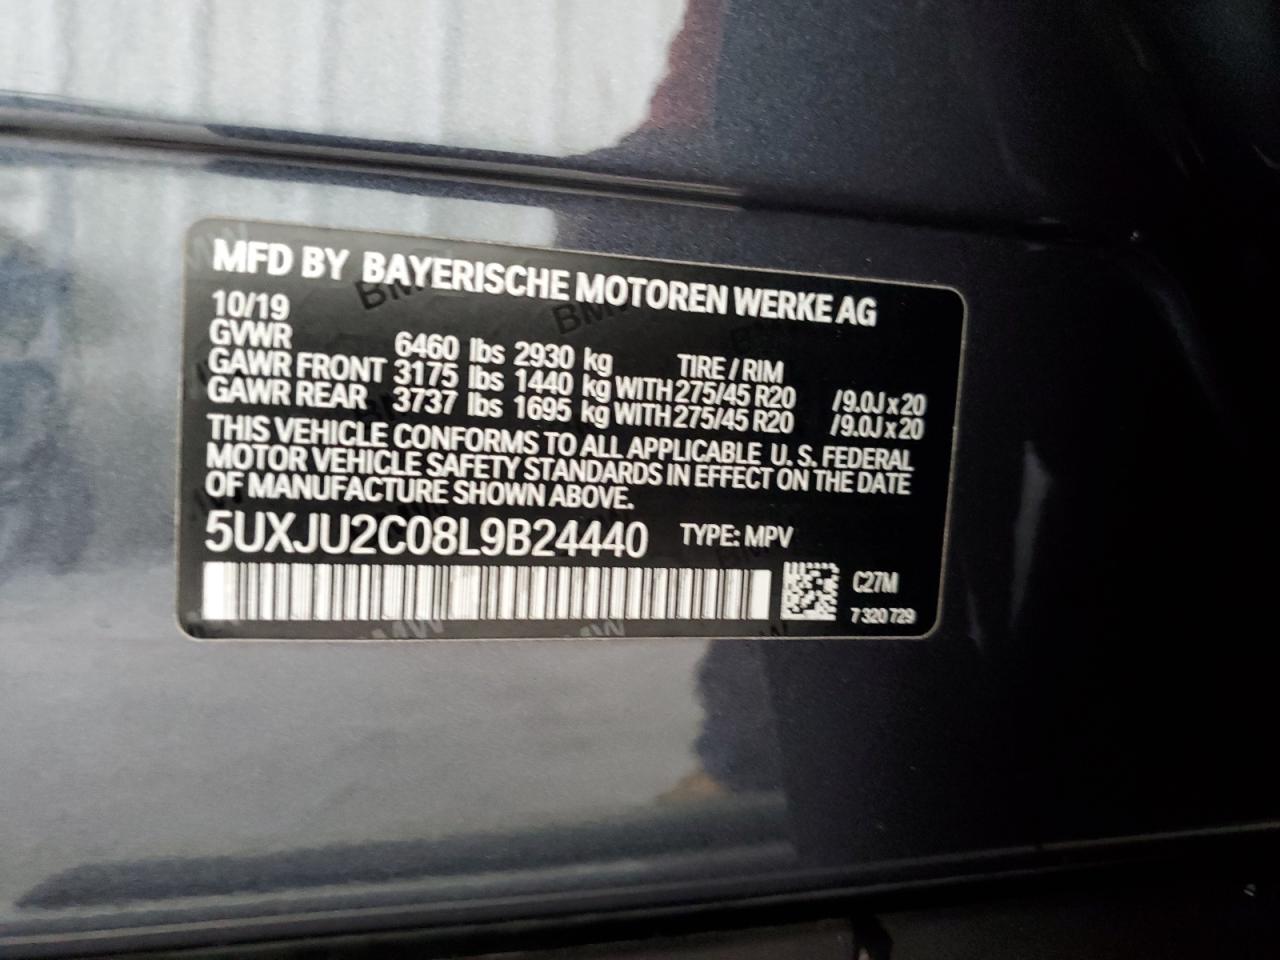 MFD BY BAYERISCHE MOTOREN WERKE AG
10/19
GVWR 6460 lbs 2930 kg TIRE / RIM
GAWR FRONT 3175 lbs 1440 kg WITH 275/45 R20 /9.0J x 20
GAWR REAR 3737 lbs 1695 kg WITH 275/45 R20 /9.0J x 20
THIS VEHICLE CONFORMS TO ALL APPLICABLE U. S. FEDERAL
MOTOR VEHICLE SAFETY STANDARDS IN EFFECT ON THE DATE
OF MANUFACTURE SHOWN ABOVE.
5UXJU2C08L9B24440 TYPE: MPV
C27M
7 320 729